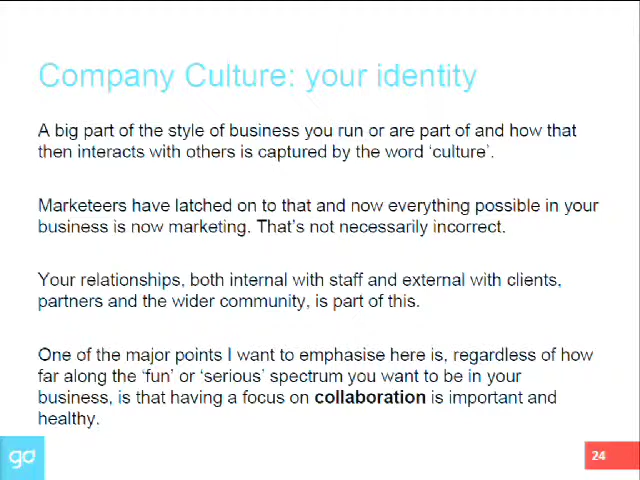 Company Culture: your identity
A big part of the style of business you run or are part of and how that
then interacts with others is captured by the word ‘culture’.
Marketeers have latched on to that and now everything possible in your
business is now marketing. That’s not necessarily incorrect.
Your relationships, both internal with staff and external with clients,
partners and the wider community, is part of this.
One of the major points I want to emphasise here is, regardless of how
far along the ‘fun’ or ‘serious’ spectrum you want to be in your
business, is that having a focus on collaboration is important and
healthy.
go
24